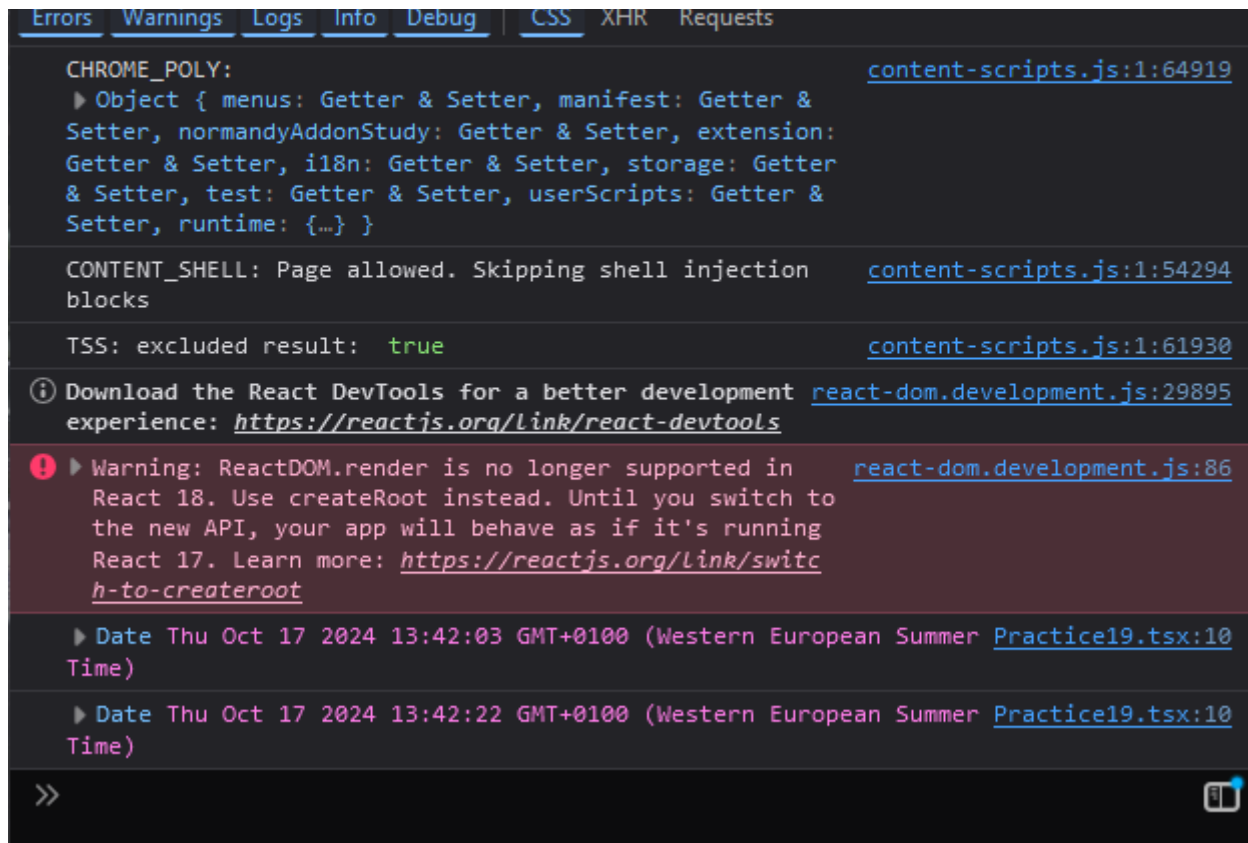 Errors Warnings Logs Info Debug CSS XHR Requests
CHROME_POLY: content-scripts.js:1:64919
Object { menus: Getter & Setter, manifest: Getter &
Setter, normandyAddonStudy: Getter & Setter, extension:
Getter & Setter, i18n: Getter & Setter, storage: Getter
& Setter, test: Getter & Setter, userScripts: Getter &
Setter, runtime: {…} }
CONTENT_SHELL: Page allowed. Skipping shell injection content-scripts.js:1:54294
blocks
TSS: excluded result: true content-scripts.js:1:61930
Download the React DevTools for a better development react-dom.development.js:29895
experience: https://reactjs.org/link/react-devtools
Warning: ReactDOM.render is no longer supported in react-dom.development.js:86
React 18. Use createRoot instead. Until you switch to
the new API, your app will behave as if it's running
React 17. Learn more: https://reactjs.org/link/switc
h-to-createroot
Date Thu Oct 17 2024 13:42:03 GMT+0100 (Western European Summer Practice19.tsx:10
Time)
Date Thu Oct 17 2024 13:42:22 GMT+0100 (Western European Summer Practice19.tsx:10
Time)